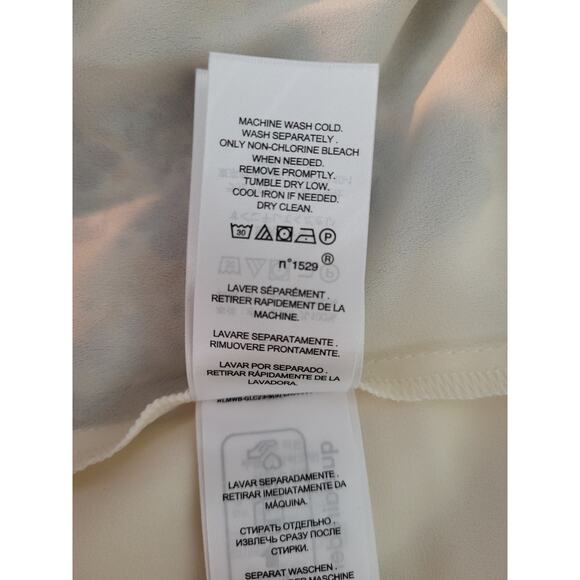 MACHINE WASH COLD.
WASH SEPARATELY .
ONLY NON-CHLORINE BLEACH
WHEN NEEDED.
REMOVE PROMPTLY.
TUMBLE DRY LOW.
COOL IRON IF NEEDED.
DRY CLEAN.
30 P
n°1529 ®
LAVER SÉPARÉMENT .
RETIRER RAPIDEMENT DE LA
MACHINE.
LAVARE SEPARATAMENTE .
RIMUOVERE PRONTAMENTE.
LAVAR POR SEPARADO .
RETIRAR RÁPIDAMENTE DE LA
LAVADORA.
LAVAR SEPARADAMENTE .
RETIRAR IMEDIATAMENTE DA
MÁQUINA.
СТИРАТЬ ОТДЕЛЬНО .
ИЗВЛЕЧЬ СРАЗУ ПОСЛЕ
СТИРКИ.
SEPARAT WASCHEN .
MASCHINE